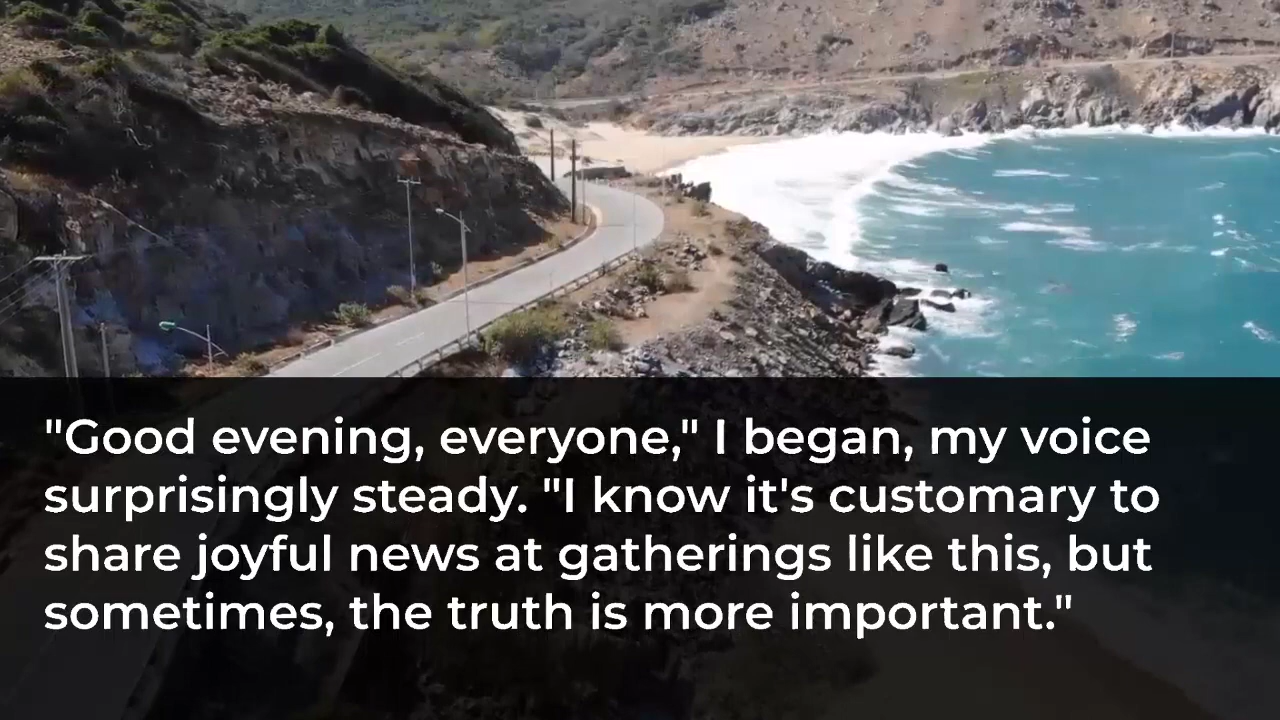 "Good evening, everyone," I began, my voice
surprisingly steady. "I know it's customary to
share joyful news at gatherings like this, but
sometimes, the truth is more important."